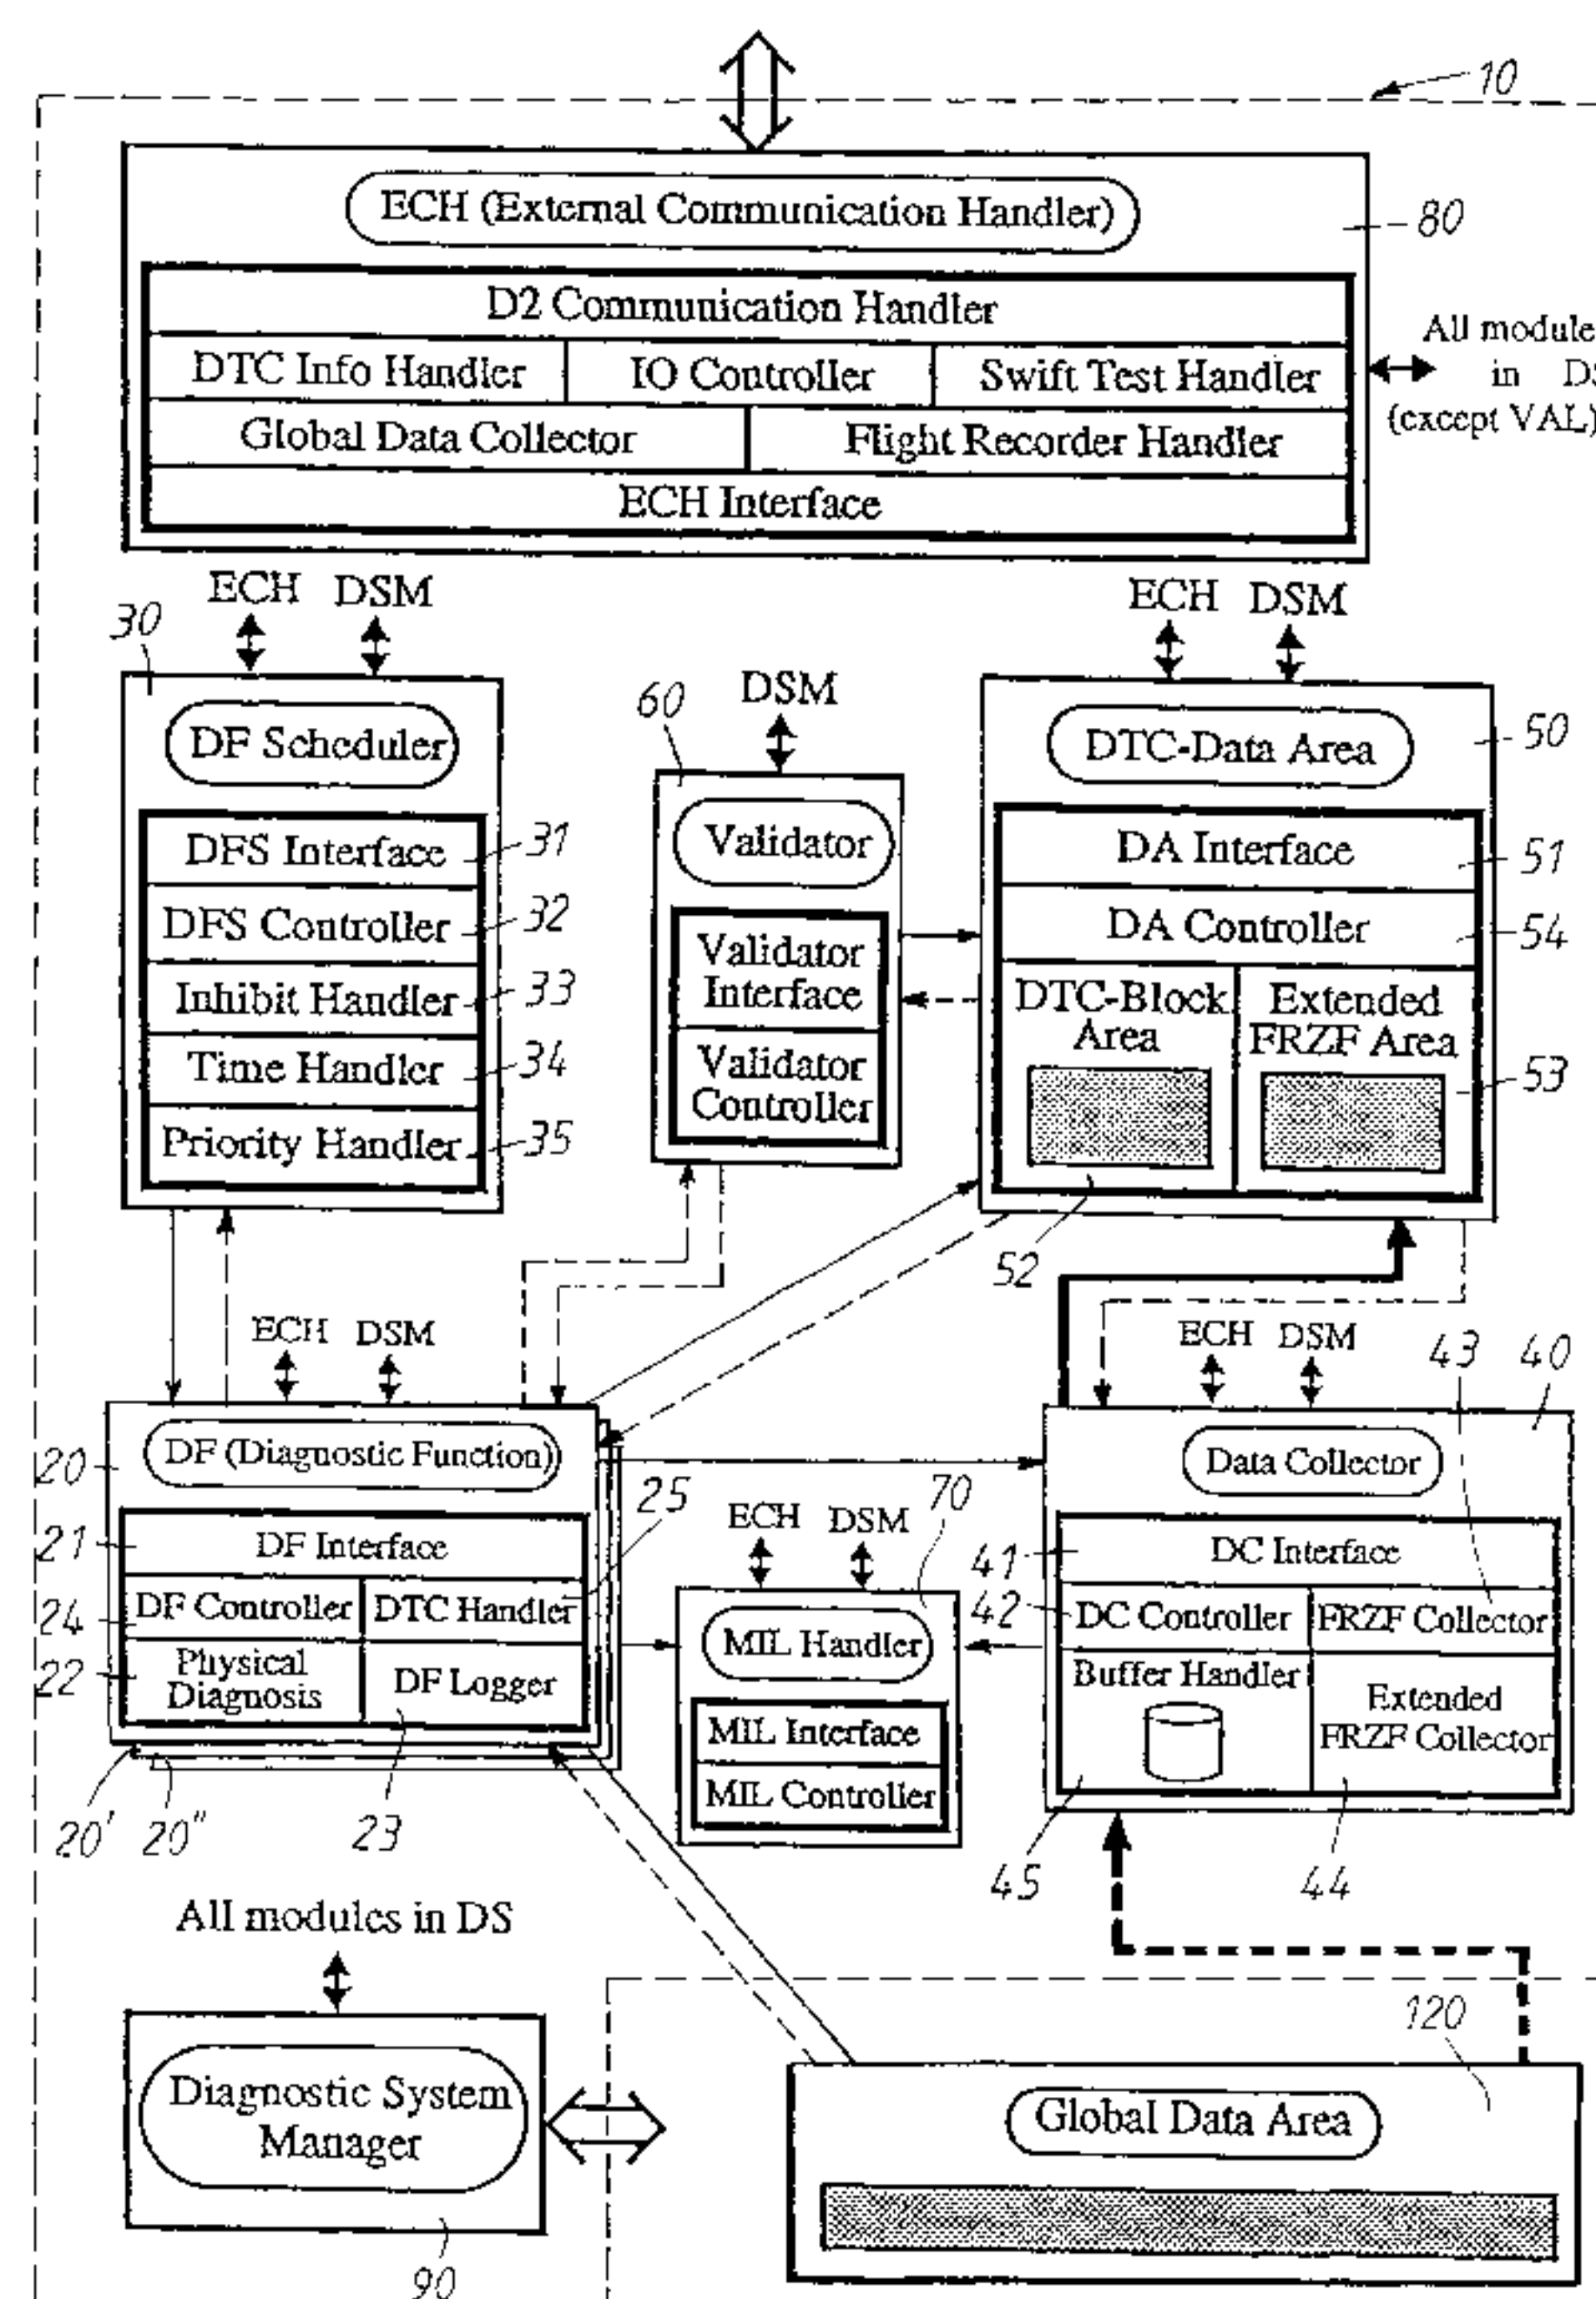 10
ECH (External Communication Handler)
80
D2 Communication Handler
DTC Info Handler
IO Controller
Swift Test Handler
All module
in
(except VAL)
Global Data Collector
Flight Recorder Handler
ECH Interface
ECH DSM
ECH DSM
30
DF Scheduler
DFS Interface
31
DFS Controller
32
Inhibit Handler
33
Time Handler
34
Priority Handler
35
DSM
60
Validator
Validator
Interface
Validator
Controller
DTC-Data Area
50
DA Interface
51
DA Controller
54
DTC-Block
Area
Extended
FRZF Area
53
52
ECH DSM
DF (Diagnostic Function)
20
25
DF Interface
21
DF Controller
DTC Handler
24
Physical
Diagnosis
22
DF Logger
20'
20"
23
ECH DSM
70
MIL Handler
MIL Interface
MIL Controller
ECH DSM
43
40
Data Collector
DC Interface
41
DC Controller
42
FRZF Collector
Buffer Handler
Extended
FRZF Collector
45
44
All modules in DS
Diagnostic System
Manager
90
120
Global Data Area